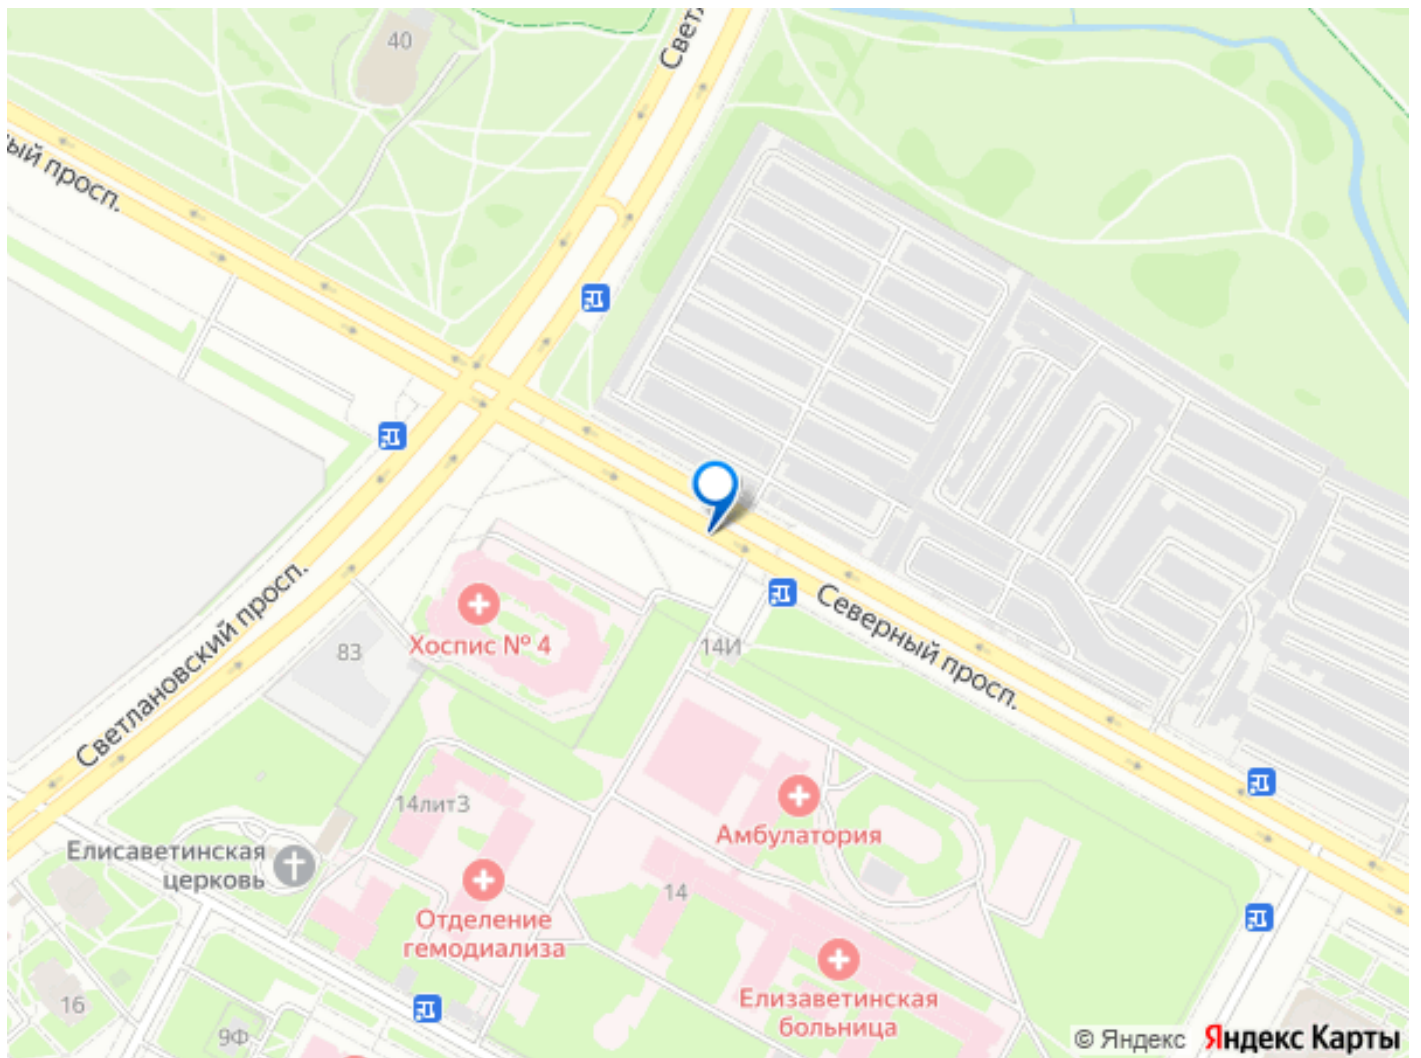 40
Свет
ый просп.
Северный просп.
Хоспис № 4
14И
83
Светлановский просп.
14лит3
Амбулатория
Елисаветинская
церковь
14
Отделение
гемодиализа
Елизаветинская
больница
16
9Ф
© Яндекс Яндекс Карты